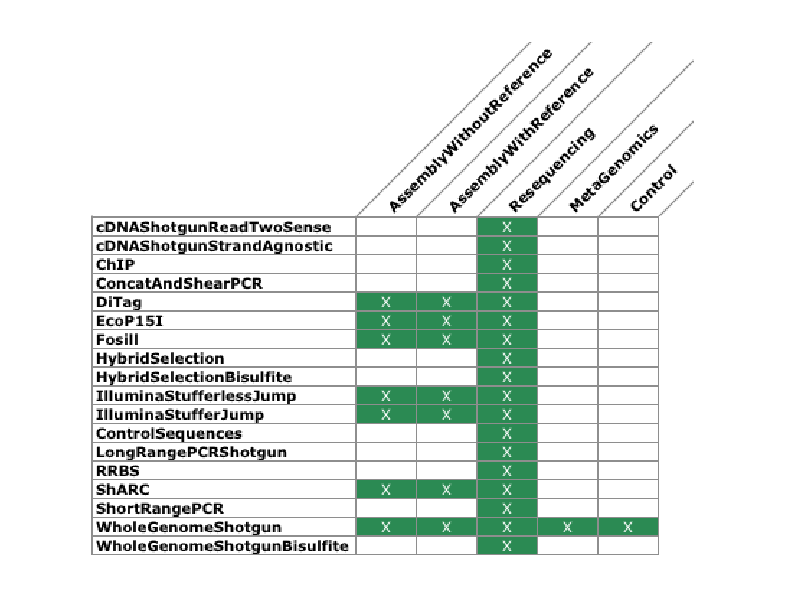 AssemblyWithoutReference
AssemblyWithReference
Resequencing
MetaGenomics
Control
cDNAShotgunReadTwoSense X
cDNAShotgunStrandAgnostic X
ChIP X
ConcatAndShearPCR X
DiTag X X X
EcoP15I X X X
Fosill X X X
HybridSelection X
HybridSelectionBisulfite X
IlluminaStufferlessJump X X X
IlluminaStufferJump X X X
ControlSequences X
LongRangePCRShotgun X
RRBS X
ShARC X X X
ShortRangePCR X
WholeGenomeShotgun X X X X X
WholeGenomeShotgunBisulfite X